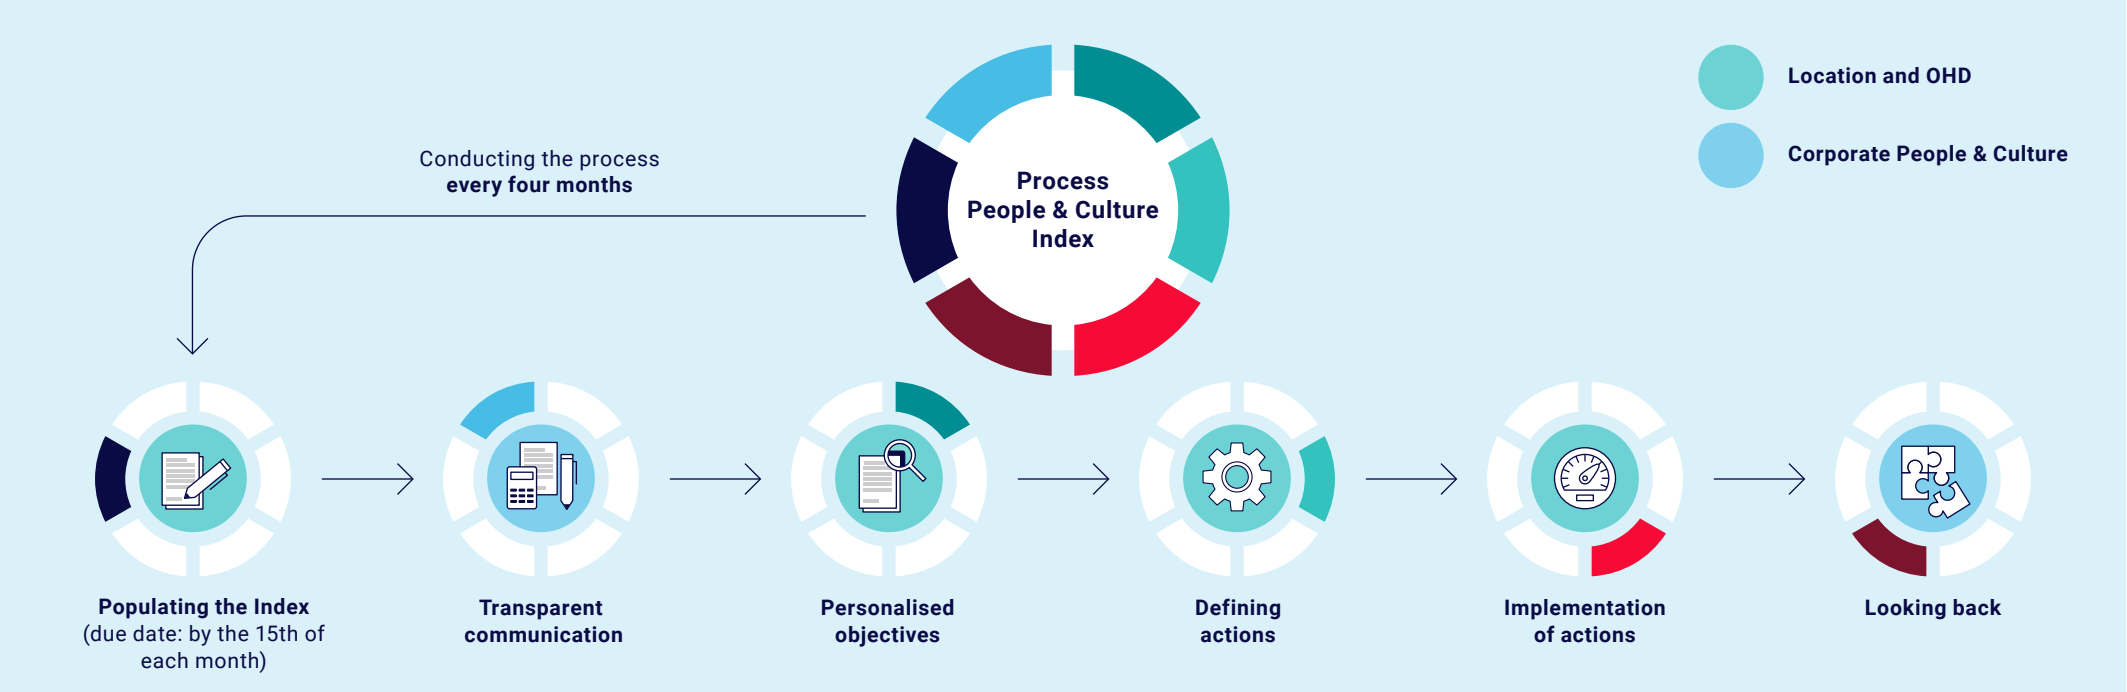 Process
People & Culture
Index
Location and OHD
Corporate People & Culture
Conducting the process
every four months
Populating the Index
(due date: by the 15th of
each month)
Transparent
communication
Personalised
objectives
Defining
actions
Implementation
of actions
Looking back